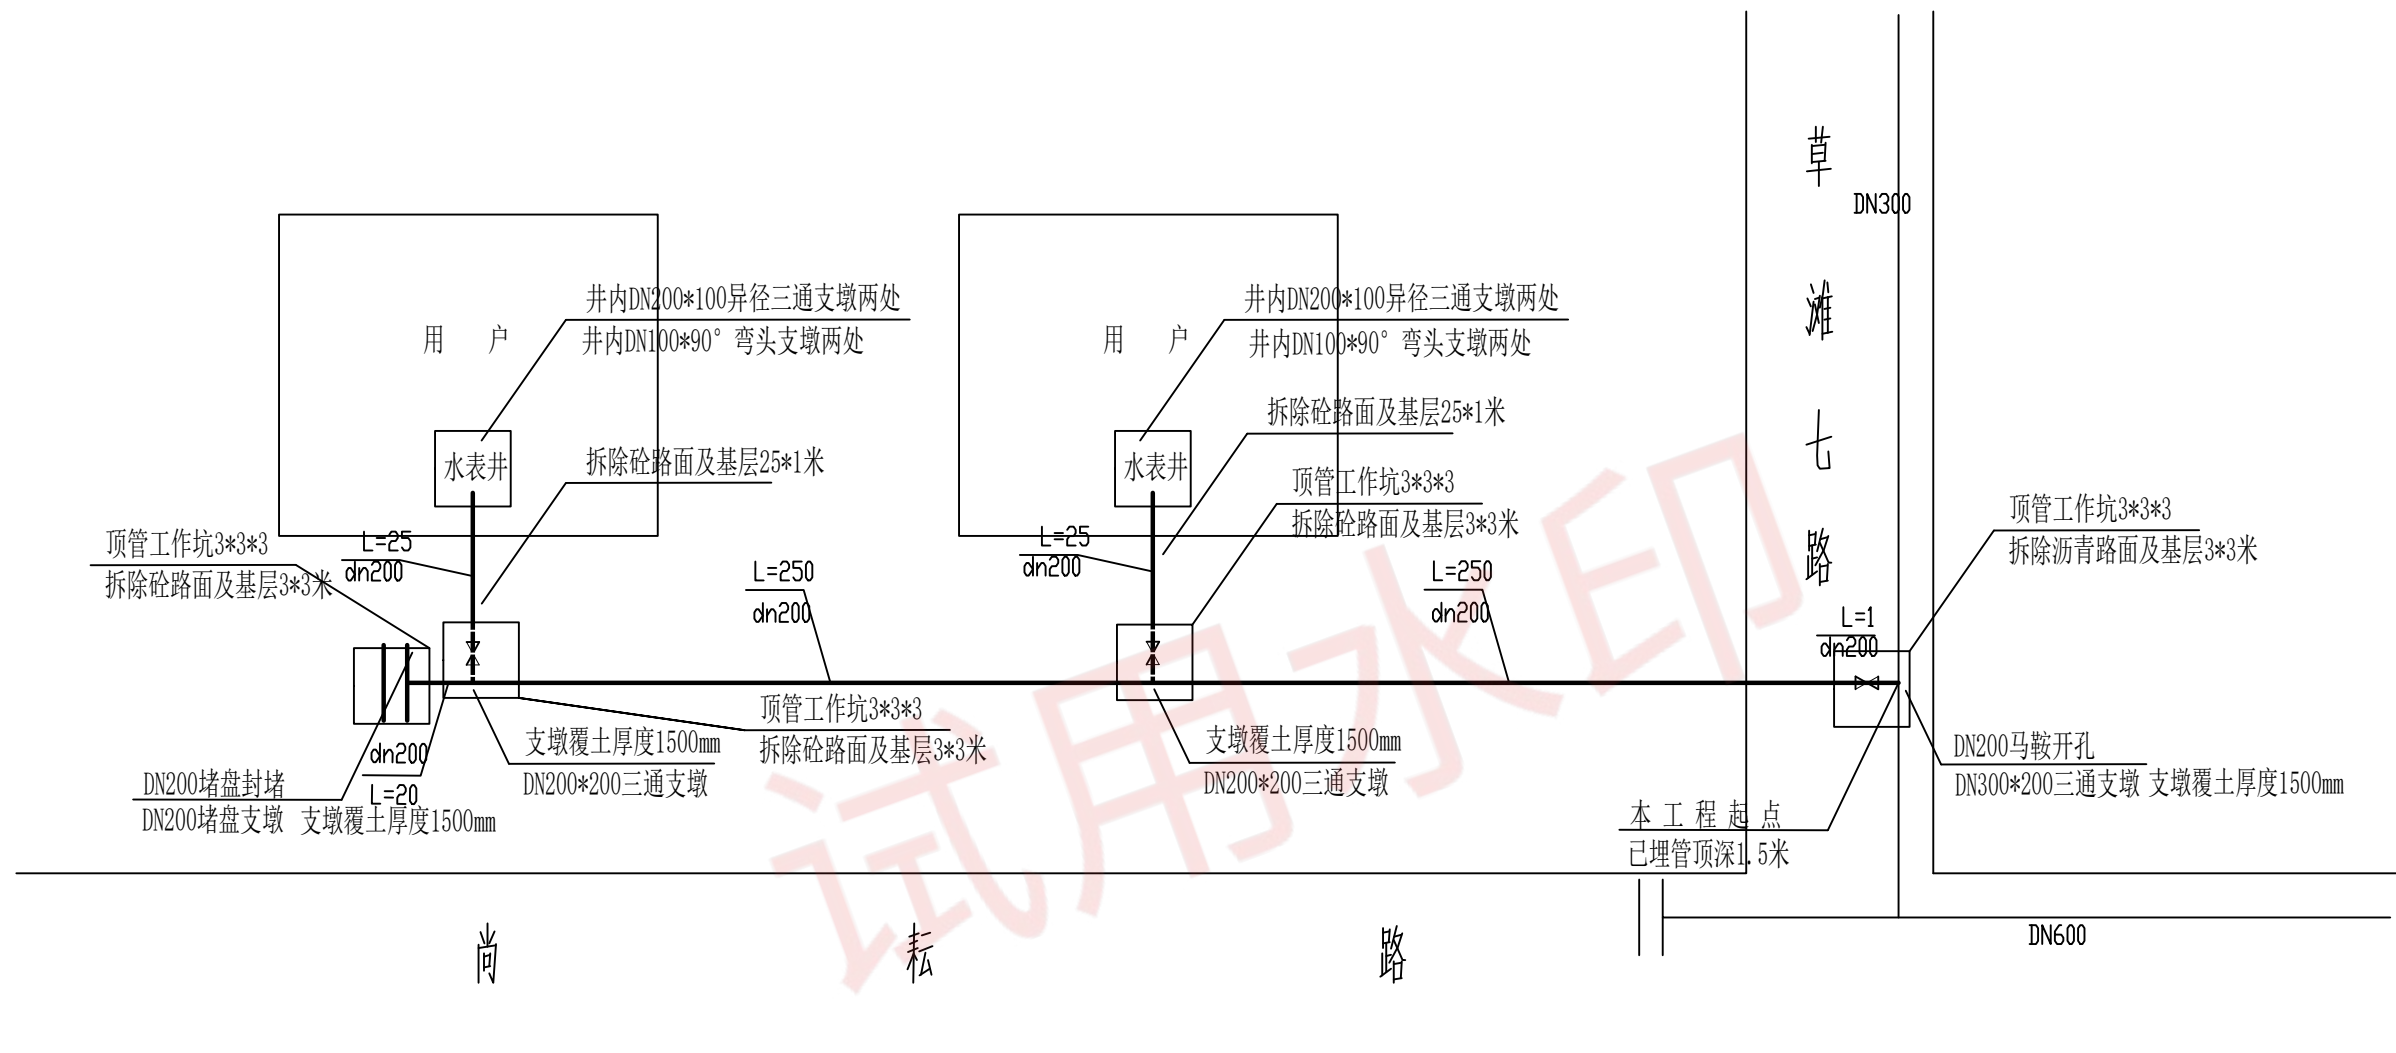 草滩七路
DN300
井内DN200*100异径三通支墩两处
井内DN100*90° 弯头支墩两处
用 户
水表井
拆除砼路面及基层25*1米
井内DN200*100异径三通支墩两处
井内DN100*90° 弯头支墩两处
用 户
水表井
拆除砼路面及基层25*1米
顶管工作坑3*3*3
拆除砼路面及基层3*3米
顶管工作坑3*3*3
拆除沥青路面及基层3*3米
顶管工作坑3*3*3
拆除砼路面及基层3*3米
L=25
dn200
L=250
dn200
L=25
dn200
L=250
dn200
L=1
dn200
顶管工作坑3*3*3
拆除砼路面及基层3*3米
支墩覆土厚度1500mm
DN200*200三通支墩
支墩覆土厚度1500mm
DN200*200三通支墩
DN200马鞍开孔
DN300*200三通支墩 支墩覆土厚度1500mm
dn200
L=20
DN200堵盘封堵
DN200堵盘支墩 支墩覆土厚度1500mm
本工程起点
已埋管顶深1.5米
尚耘路
DN600
试用水印